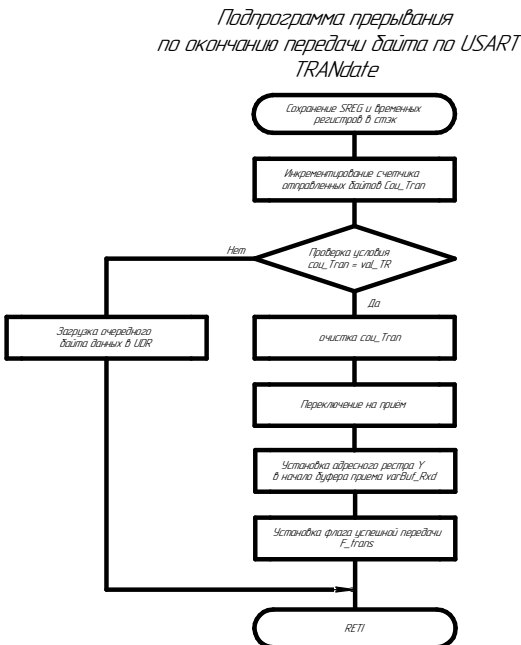 Подпрограмма прерывания
по окончанию передачи байта по USART
TRANdate
Сохранение SREG и временных
регистров в стэк
Инкрементирование счетчика
отправленных байтов Cou_Tran
Проверка условия
cou_Tran = val_TR
Нет
Да
Загрузка очередного
байта данных в UDR
очистка cou_Tran
Переключение на приём
Установка адресного рестра Y
в начало буфера приема varBuf_Rxd
Установка флага успешной передачи
F_trans
RETI